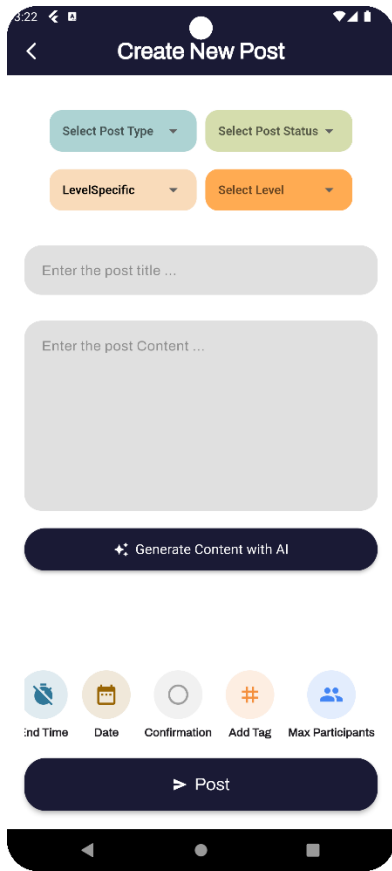 3:22
Create New Post
Select Post Type
Select Post Status
LevelSpecific
Select Level
Enter the post title ...
Enter the post Content ...
Generate Content with AI
End Time Date Confirmation Add Tag Max Participants
Post